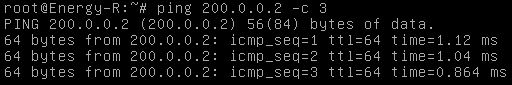 root@Energy-R:~# ping 200.0.0.2 -c 3
PING 200.0.0.2 (200.0.0.2) 56(84) bytes of data.
64 bytes from 200.0.0.2: icmp_seq=1 ttl=64 time=1.12 ms
64 bytes from 200.0.0.2: icmp_seq=2 ttl=64 time=1.04 ms
64 bytes from 200.0.0.2: icmp_seq=3 ttl=64 time=0.864 ms